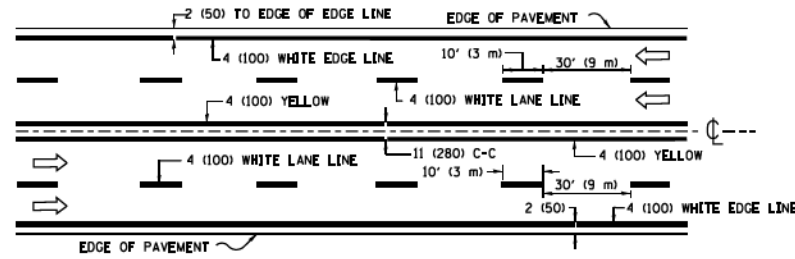 2 (50) TO EDGE OF EDGE LINE
EDGE OF PAVEMENT
4 (100) WHITE EDGE LINE
10' (3 m)
30' (9 m)
4 (100) YELLOW
4 (100) WHITE LANE LINE
℄
4 (100) WHITE LANE LINE
11 (280) C-C
4 (100) YELLOW
10' (3 m)
30' (9 m)
2 (50)
4 (100) WHITE EDGE LINE
EDGE OF PAVEMENT